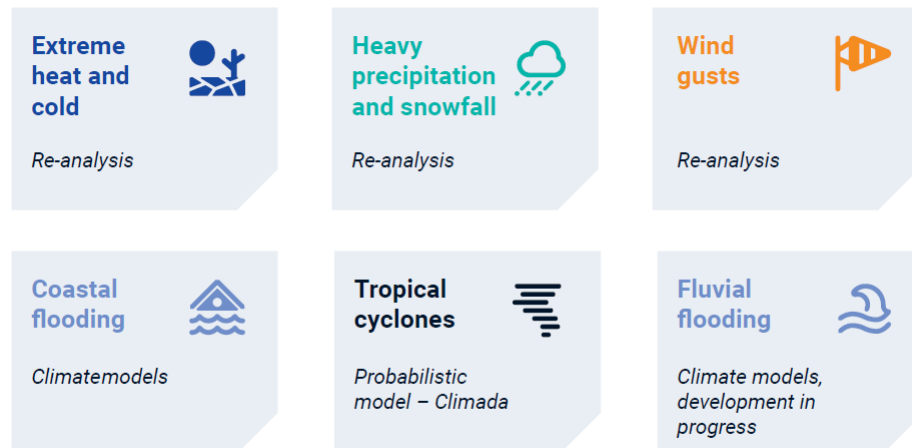 Extreme
heat and
cold
Re-analysis
Heavy
precipitation
and snowfall
Re-analysis
Wind
gusts
Re-analysis
Coastal
flooding
Climatemodels
Tropical
cyclones
Probabilistic
model – Climada
Fluvial
flooding
Climate models,
development in
progress